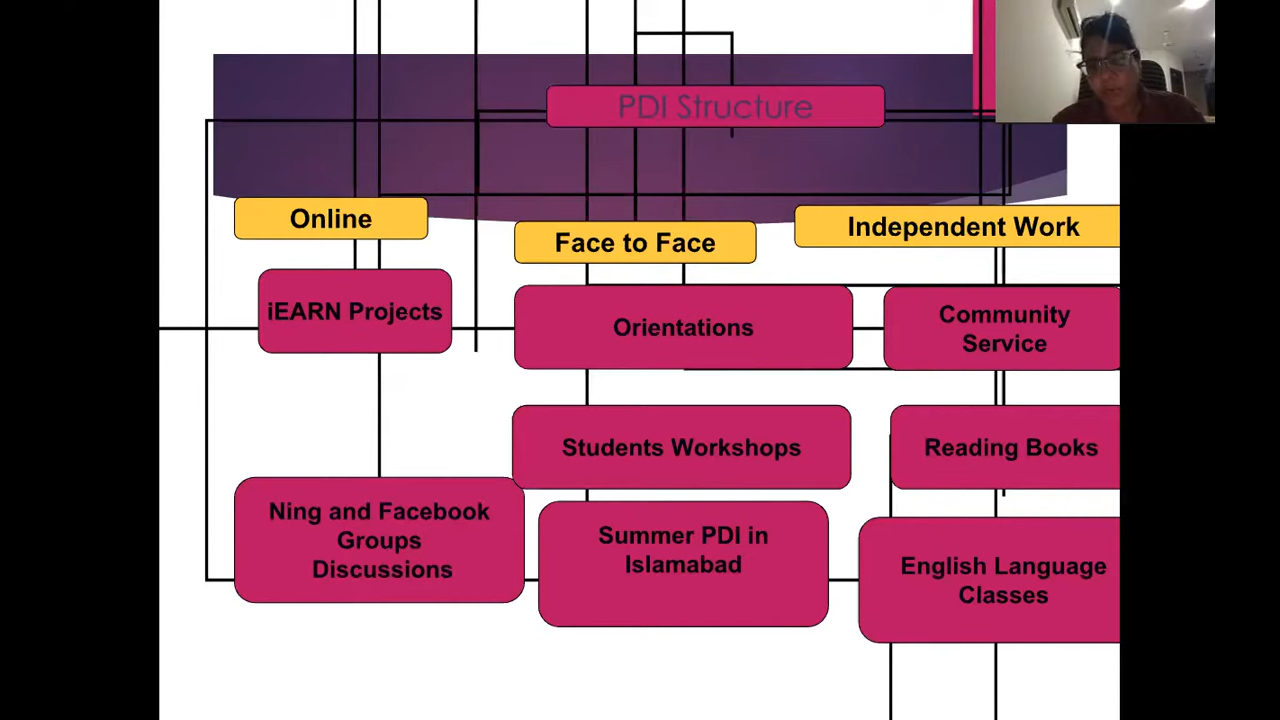 PDI Structure
Online
Face to Face
Independent Work
iEARN Projects
Orientations
Community
Service
Students Workshops
Reading Books
Ning and Facebook
Groups
Discussions
Summer PDI in
Islamabad
English Language
Classes